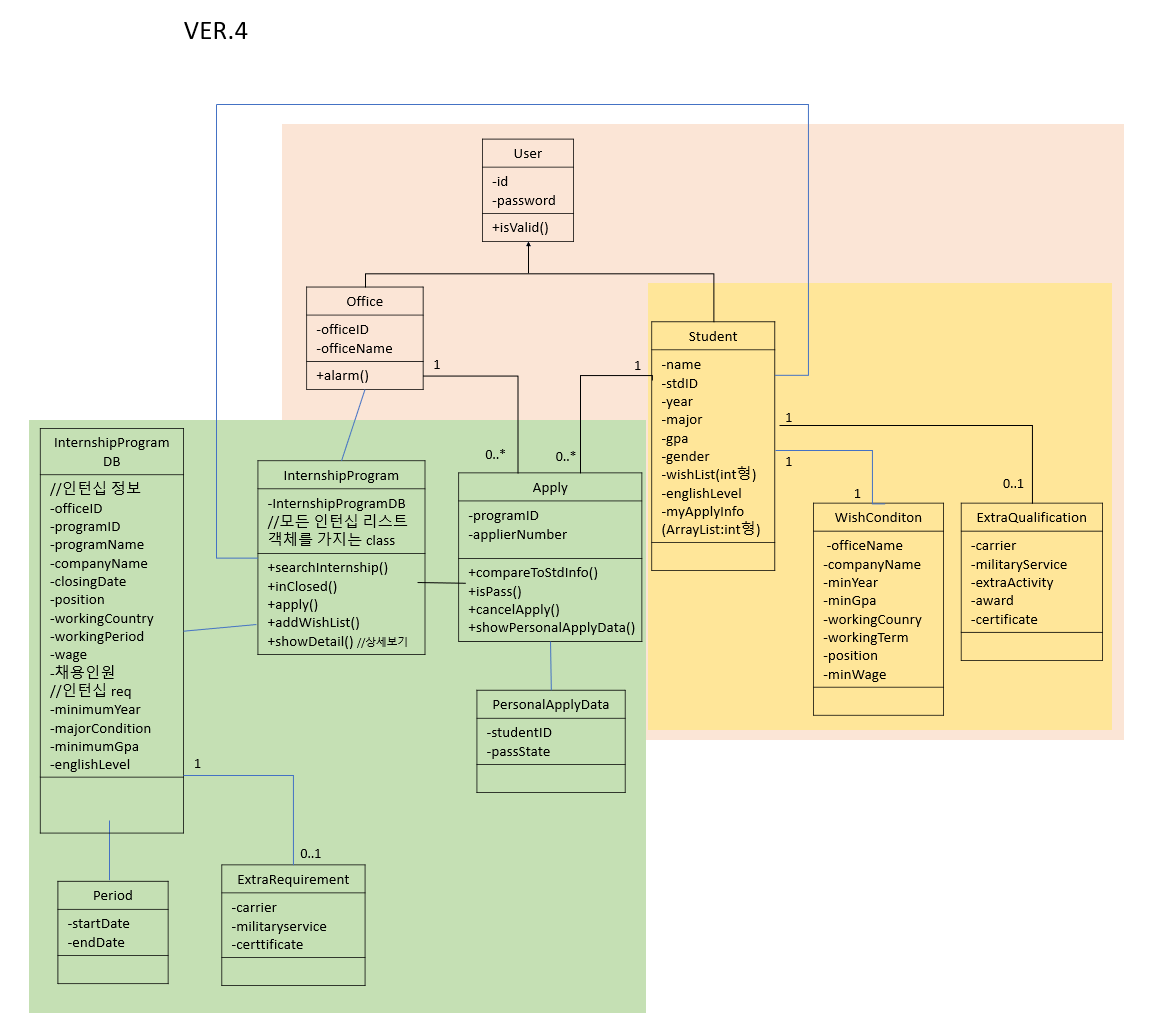 VER.4
User
-id
-password
+isValid()
Office
-officeID
-officeName
+alarm()
1
0..*
Student
-name
-stdID
-year
-major
-gpa
-gender
-wishList(int형)
-englishLevel
-myApplyInfo
(ArrayList:int형)
1
0..*
1
0..1
1
1
InternshipProgram
DB
//인턴십 정보
-officeID
-programID
-programName
-companyName
-closingDate
-position
-workingCountry
-workingPeriod
-wage
-채용인원
//인턴십 req
-minimumYear
-majorCondition
-minimumGpa
-englishLevel
InternshipProgram
-InternshipProgramDB
//모든 인턴십 리스트
객체를 가지는 class
+searchInternship()
+inClosed()
+apply()
+addWishList()
+showDetail() //상세보기
Apply
-programID
-applierNumber
+compareToStdInfo()
+isPass()
+cancelApply()
+showPersonalApplyData()
WishConditon
-officeName
-companyName
-minYear
-minGpa
-workingCounry
-workingTerm
-position
-minWage
ExtraQualification
-carrier
-militaryService
-extraActivity
-award
-certificate
PersonalApplyData
-studentID
-passState
1
0..1
Period
-startDate
-endDate
ExtraRequirement
-carrier
-militaryservice
-certtificate